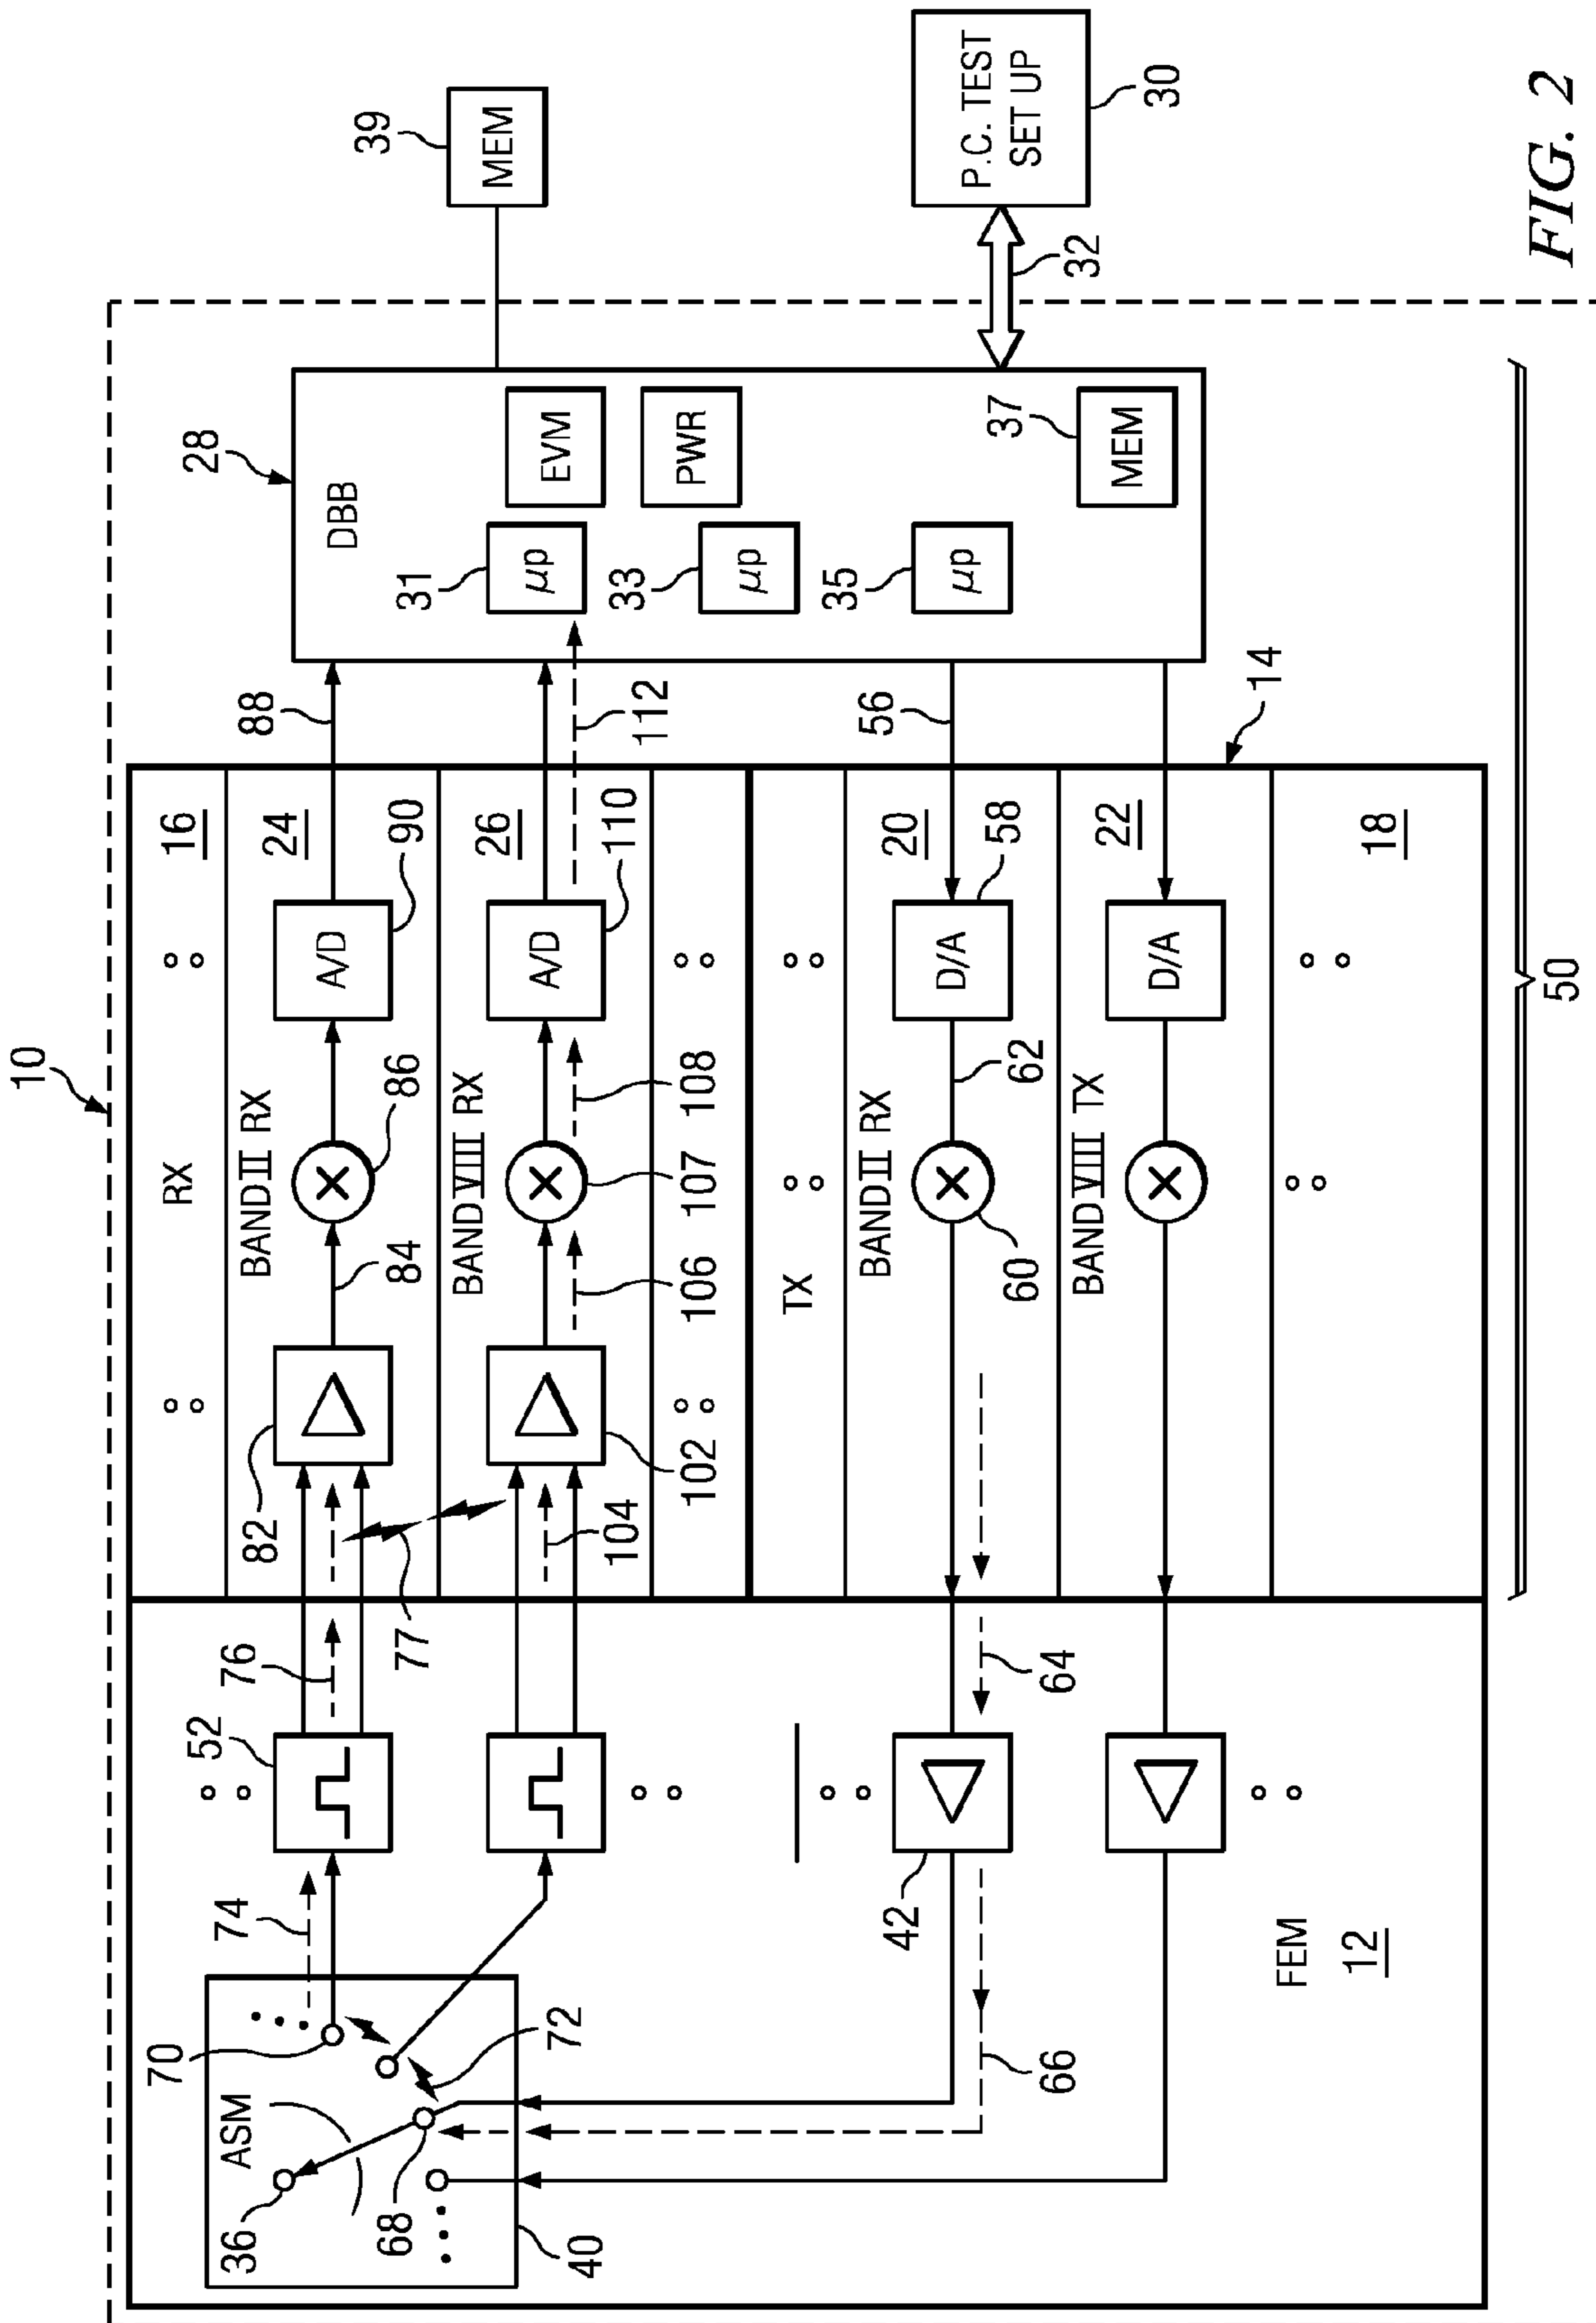 10
ASM
36
68
40
70
72
74
52
76
77
82
84
86
90
88
RX
16
BAND II RX
24
A/D
BAND VIII RX
26
A/D
102
104
106
107
108
110
112
TX
BAND II RX
20
D/A
58
56
60
62
64
66
42
BAND VIII TX
22
D/A
18
14
FEM
12
50
28
DBB
31
μp
33
μp
35
μp
EVM
PWR
37
MEM
39
MEM
P.C. TEST
SET UP
30
32
FIG. 2